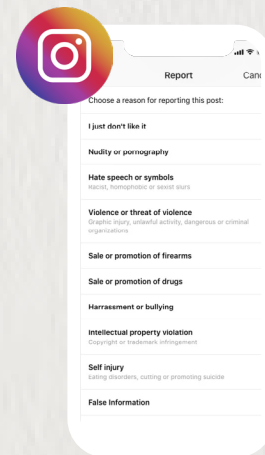 Report
Canc
Choose a reason for reporting this post:
I just don't like it
Nudity or pornography
Hate speech or symbols
Racist, homophobic or sexist slurs
Violence or threat of violence
Graphic injury, unlawful activity, dangerous or criminal
organizations
Sale or promotion of firearms
Sale or promotion of drugs
Harrassment or bullying
Intellectual property violation
Copyright or trademark infringement
Self injury
Eating disorders, cutting or promoting suicide
False Information